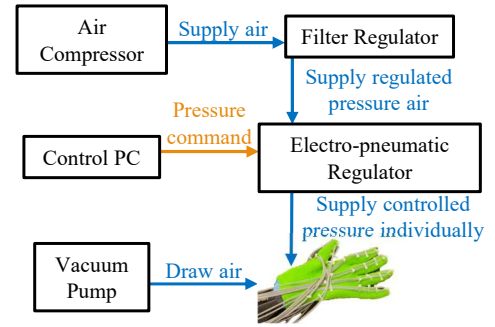 Air
Compressor
Supply air
Filter Regulator
Supply regulated
pressure air
Pressure
command
Control PC
Electro-pneumatic
Regulator
Supply controlled
pressure individually
Vacuum
Pump
Draw air